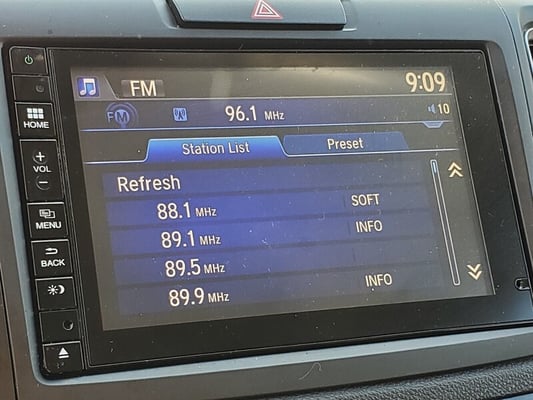 FM 9:09
FM 96.1 MHz 10
HOME
Station List Preset
+ VOL -
Refresh
88.1 MHz SOFT
MENU
89.1 MHz INFO
BACK
89.5 MHz
89.9 MHz INFO